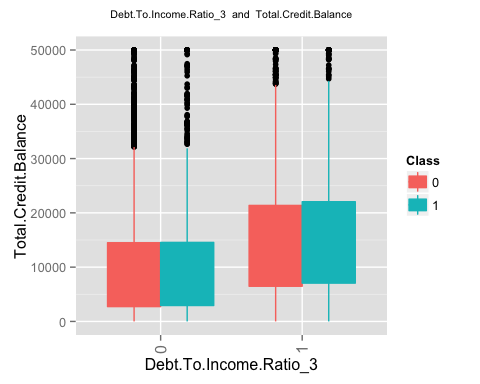 Debt.To.Income.Ratio_3 and Total.Credit.Balance
50000
40000
30000
20000
10000
0
Total.Credit.Balance
0
1
Debt.To.Income.Ratio_3
Class
0
1